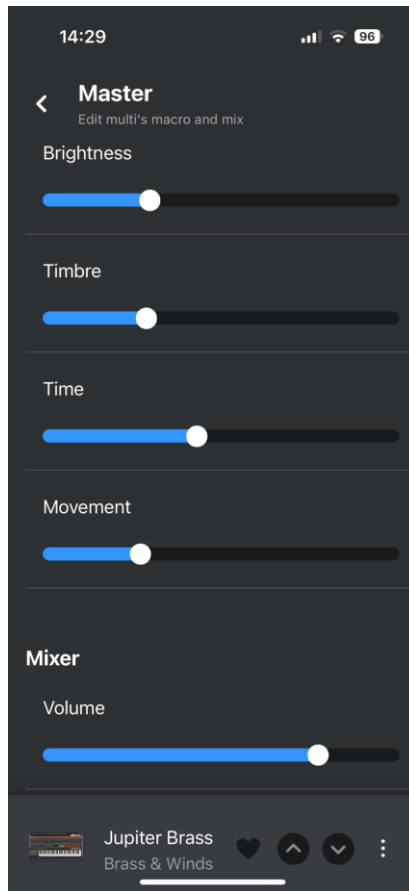 14:29
96
Master
Edit multi's macro and mix
Brightness
Timbre
Time
Movement
Mixer
Volume
Jupiter Brass
Brass & Winds